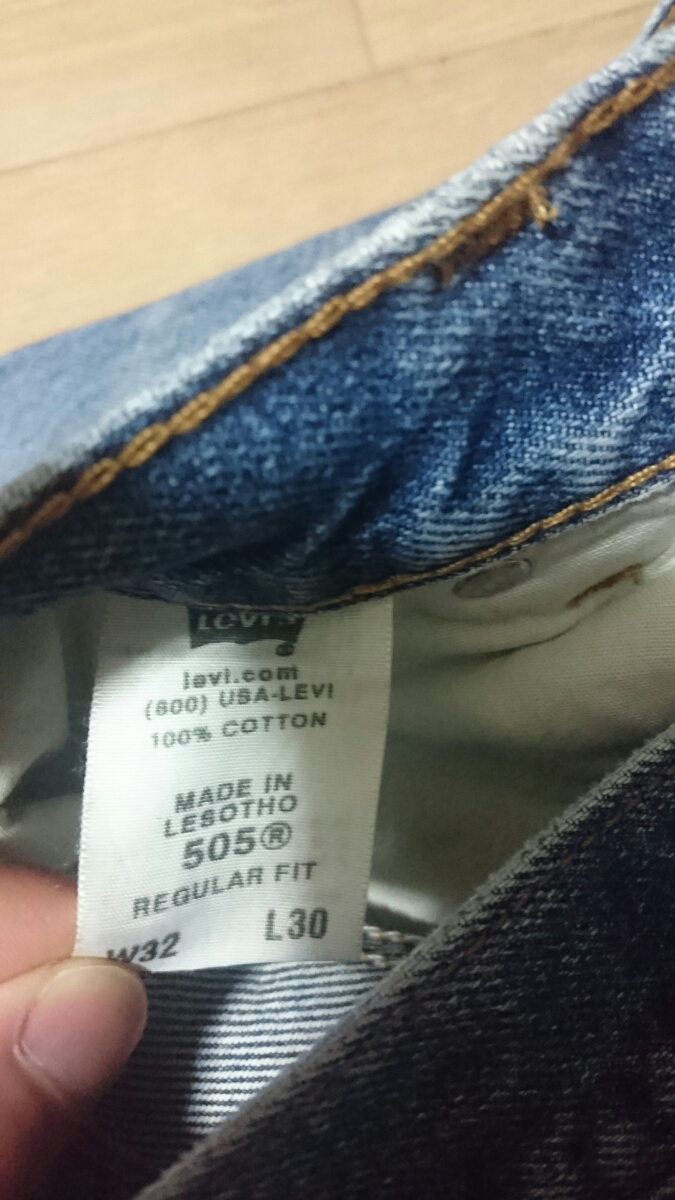 LEVI'S
®
levi.com
(800) USA-LEVI
100% COTTON
MADE IN
LESOTHO
505®
REGULAR FIT
W32 L30